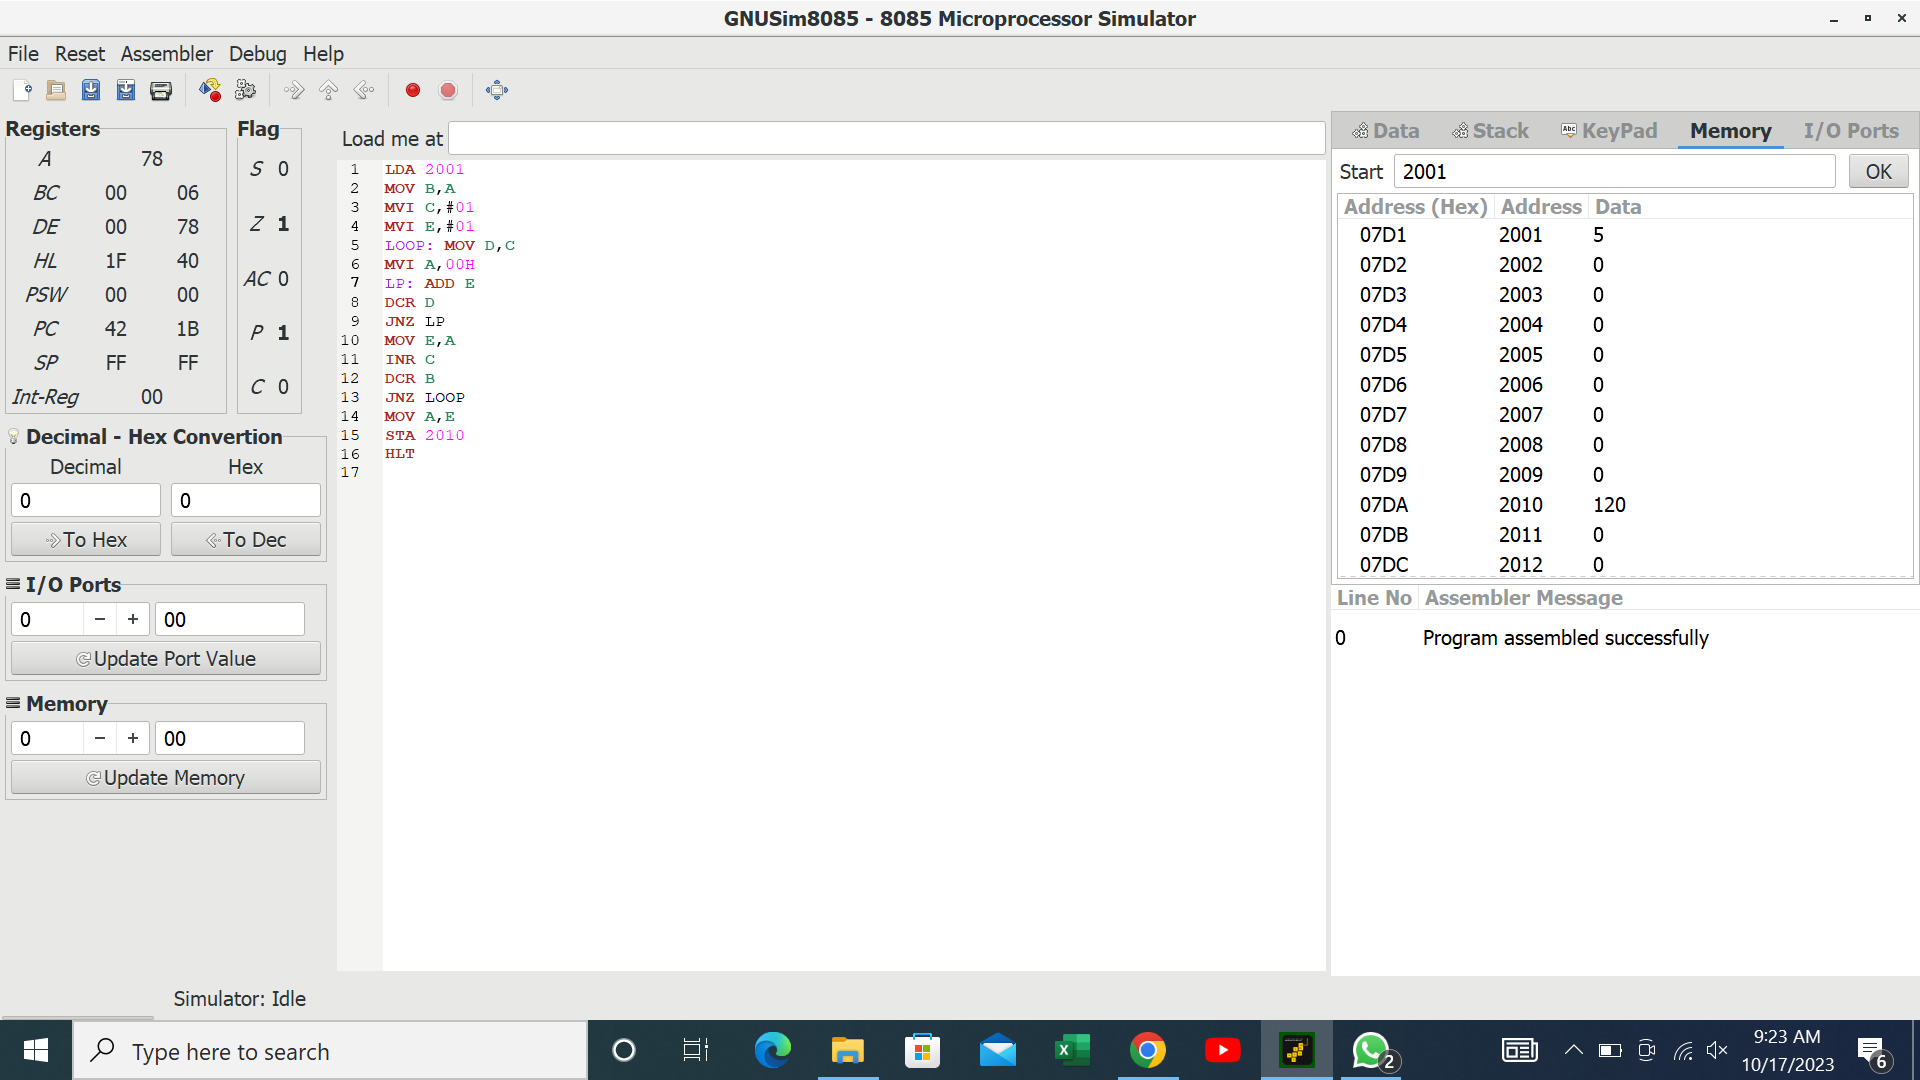 GNUSim8085 - 8085 Microprocessor Simulator
File Reset Assembler Debug Help
Registers
A 78
BC 00 06
DE 00 78
HL 1F 40
PSW 00 00
PC 42 1B
SP FF FF
Int-Reg 00
Flag
S 0
Z 1
AC 0
P 1
C 0
Decimal - Hex Convertion
Decimal Hex
0 0
To Hex To Dec
I/O Ports
0 − + 00
Update Port Value
Memory
0 − + 00
Update Memory
Load me at
1 LDA 2001
2 MOV B,A
3 MVI C,#01
4 MVI E,#01
5 LOOP: MOV D,C
6 MVI A,00H
7 LP: ADD E
8 DCR D
9 JNZ LP
10 MOV E,A
11 INR C
12 DCR B
13 JNZ LOOP
14 MOV A,E
15 STA 2010
16 HLT
17
Data Stack Abc KeyPad Memory I/O Ports
Start 2001 OK
Address (Hex) Address Data
07D1 2001 5
07D2 2002 0
07D3 2003 0
07D4 2004 0
07D5 2005 0
07D6 2006 0
07D7 2007 0
07D8 2008 0
07D9 2009 0
07DA 2010 120
07DB 2011 0
07DC 2012 0
Line No Assembler Message
0 Program assembled successfully
Simulator: Idle
Type here to search
2
9:23 AM
10/17/2023
6